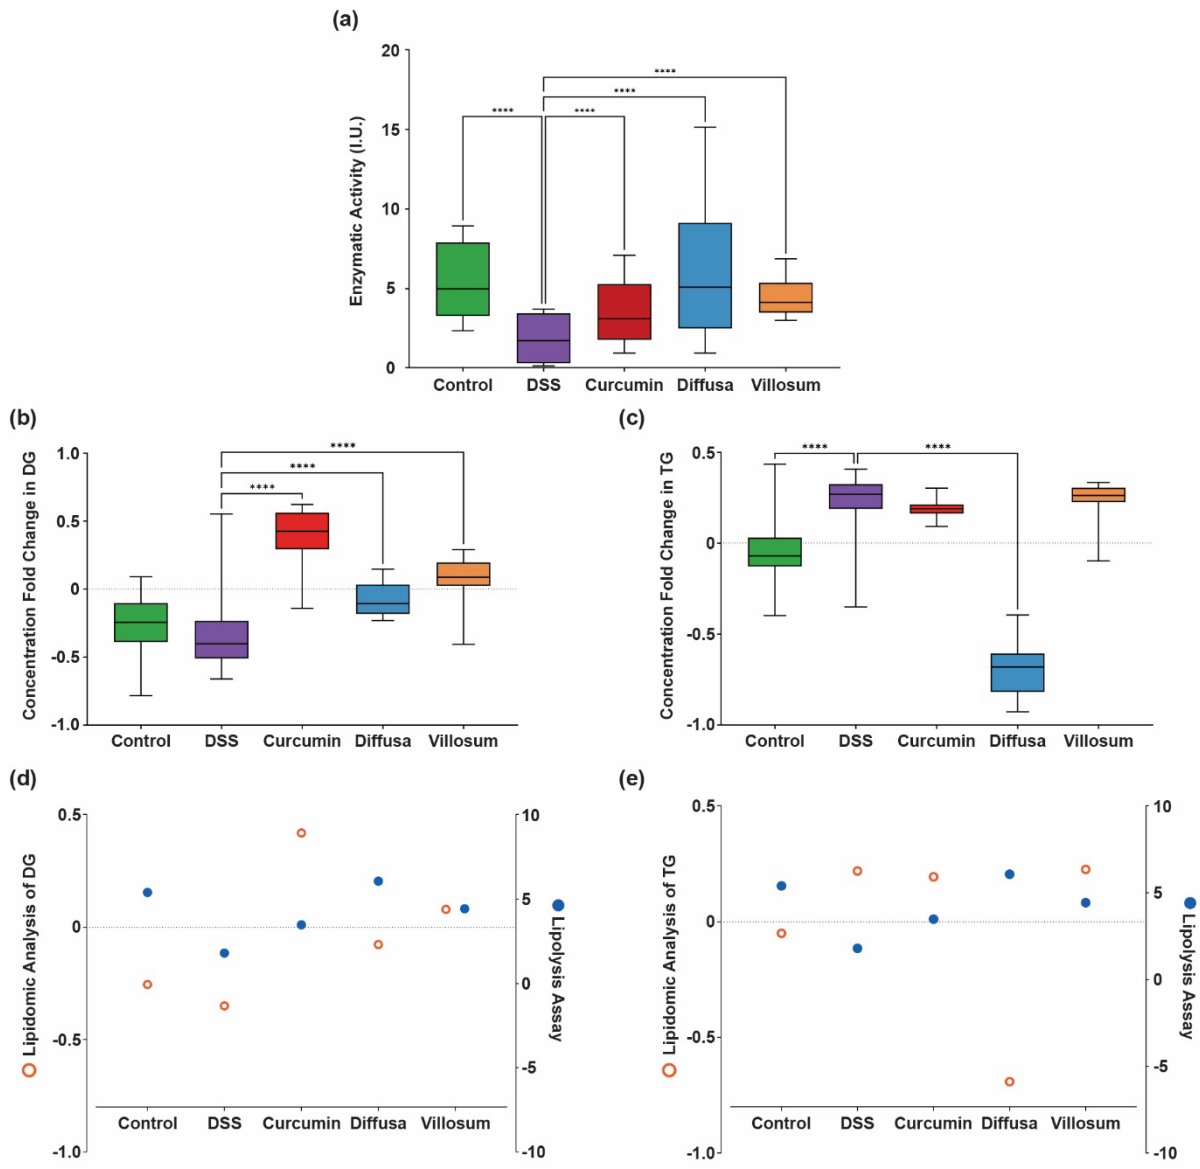 (a)
Enzymatic Activity (I.U.)
20
15
10
5
0
****
****
****
****
Control DSS Curcumin Diffusa Villosum
(b)
Concentration Fold Change in DG
1.0
0.5
0
-0.5
-1.0
****
****
****
Control DSS Curcumin Diffusa Villosum
(c)
Concentration Fold Change in TG
0.5
0
-0.5
-1.0
**** ****
Control DSS Curcumin Diffusa Villosum
(d)
Lipidomic Analysis of DG
0.5
0
-0.5
-1.0
10
5
0
-5
-10
Lipolysis Assay
Control DSS Curcumin Diffusa Villosum
(e)
Lipidomic Analysis of TG
0.5
0
-0.5
-1.0
10
5
0
-5
-10
Lipolysis Assay
Control DSS Curcumin Diffusa Villosum